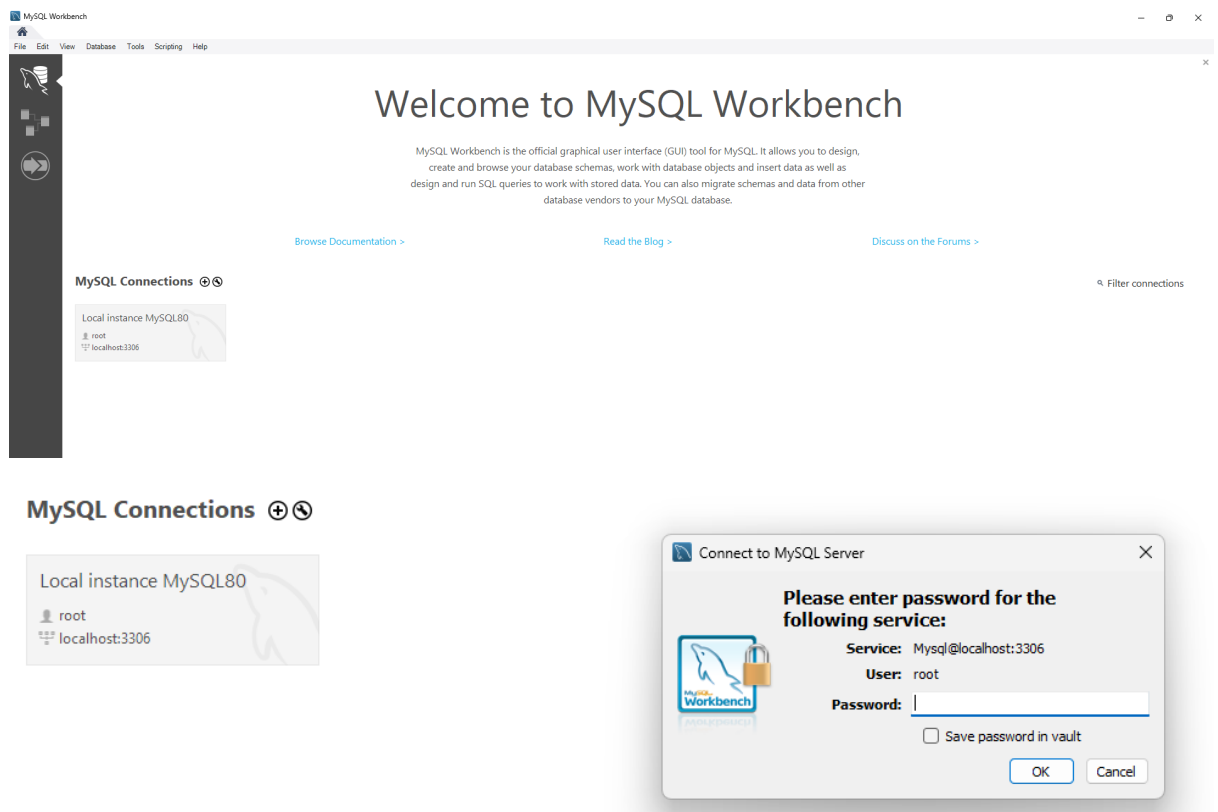 MySQL Workbench
File Edit View Database Tools Scripting Help
Welcome to MySQL Workbench
MySQL Workbench is the official graphical user interface (GUI) tool for MySQL. It allows you to design,
create and browse your database schemas, work with database objects and insert data as well as
design and run SQL queries to work with stored data. You can also migrate schemas and data from other
database vendors to your MySQL database.
Browse Documentation > Read the Blog > Discuss on the Forums >
MySQL Connections
Filter connections
Local instance MySQL80
root
localhost:3306
MySQL Connections
Local instance MySQL80
root
localhost:3306
Connect to MySQL Server
Please enter password for the
following service:
Service: Mysql@localhost:3306
User: root
Password:
MySQL
Workbench
Save password in vault
OK Cancel